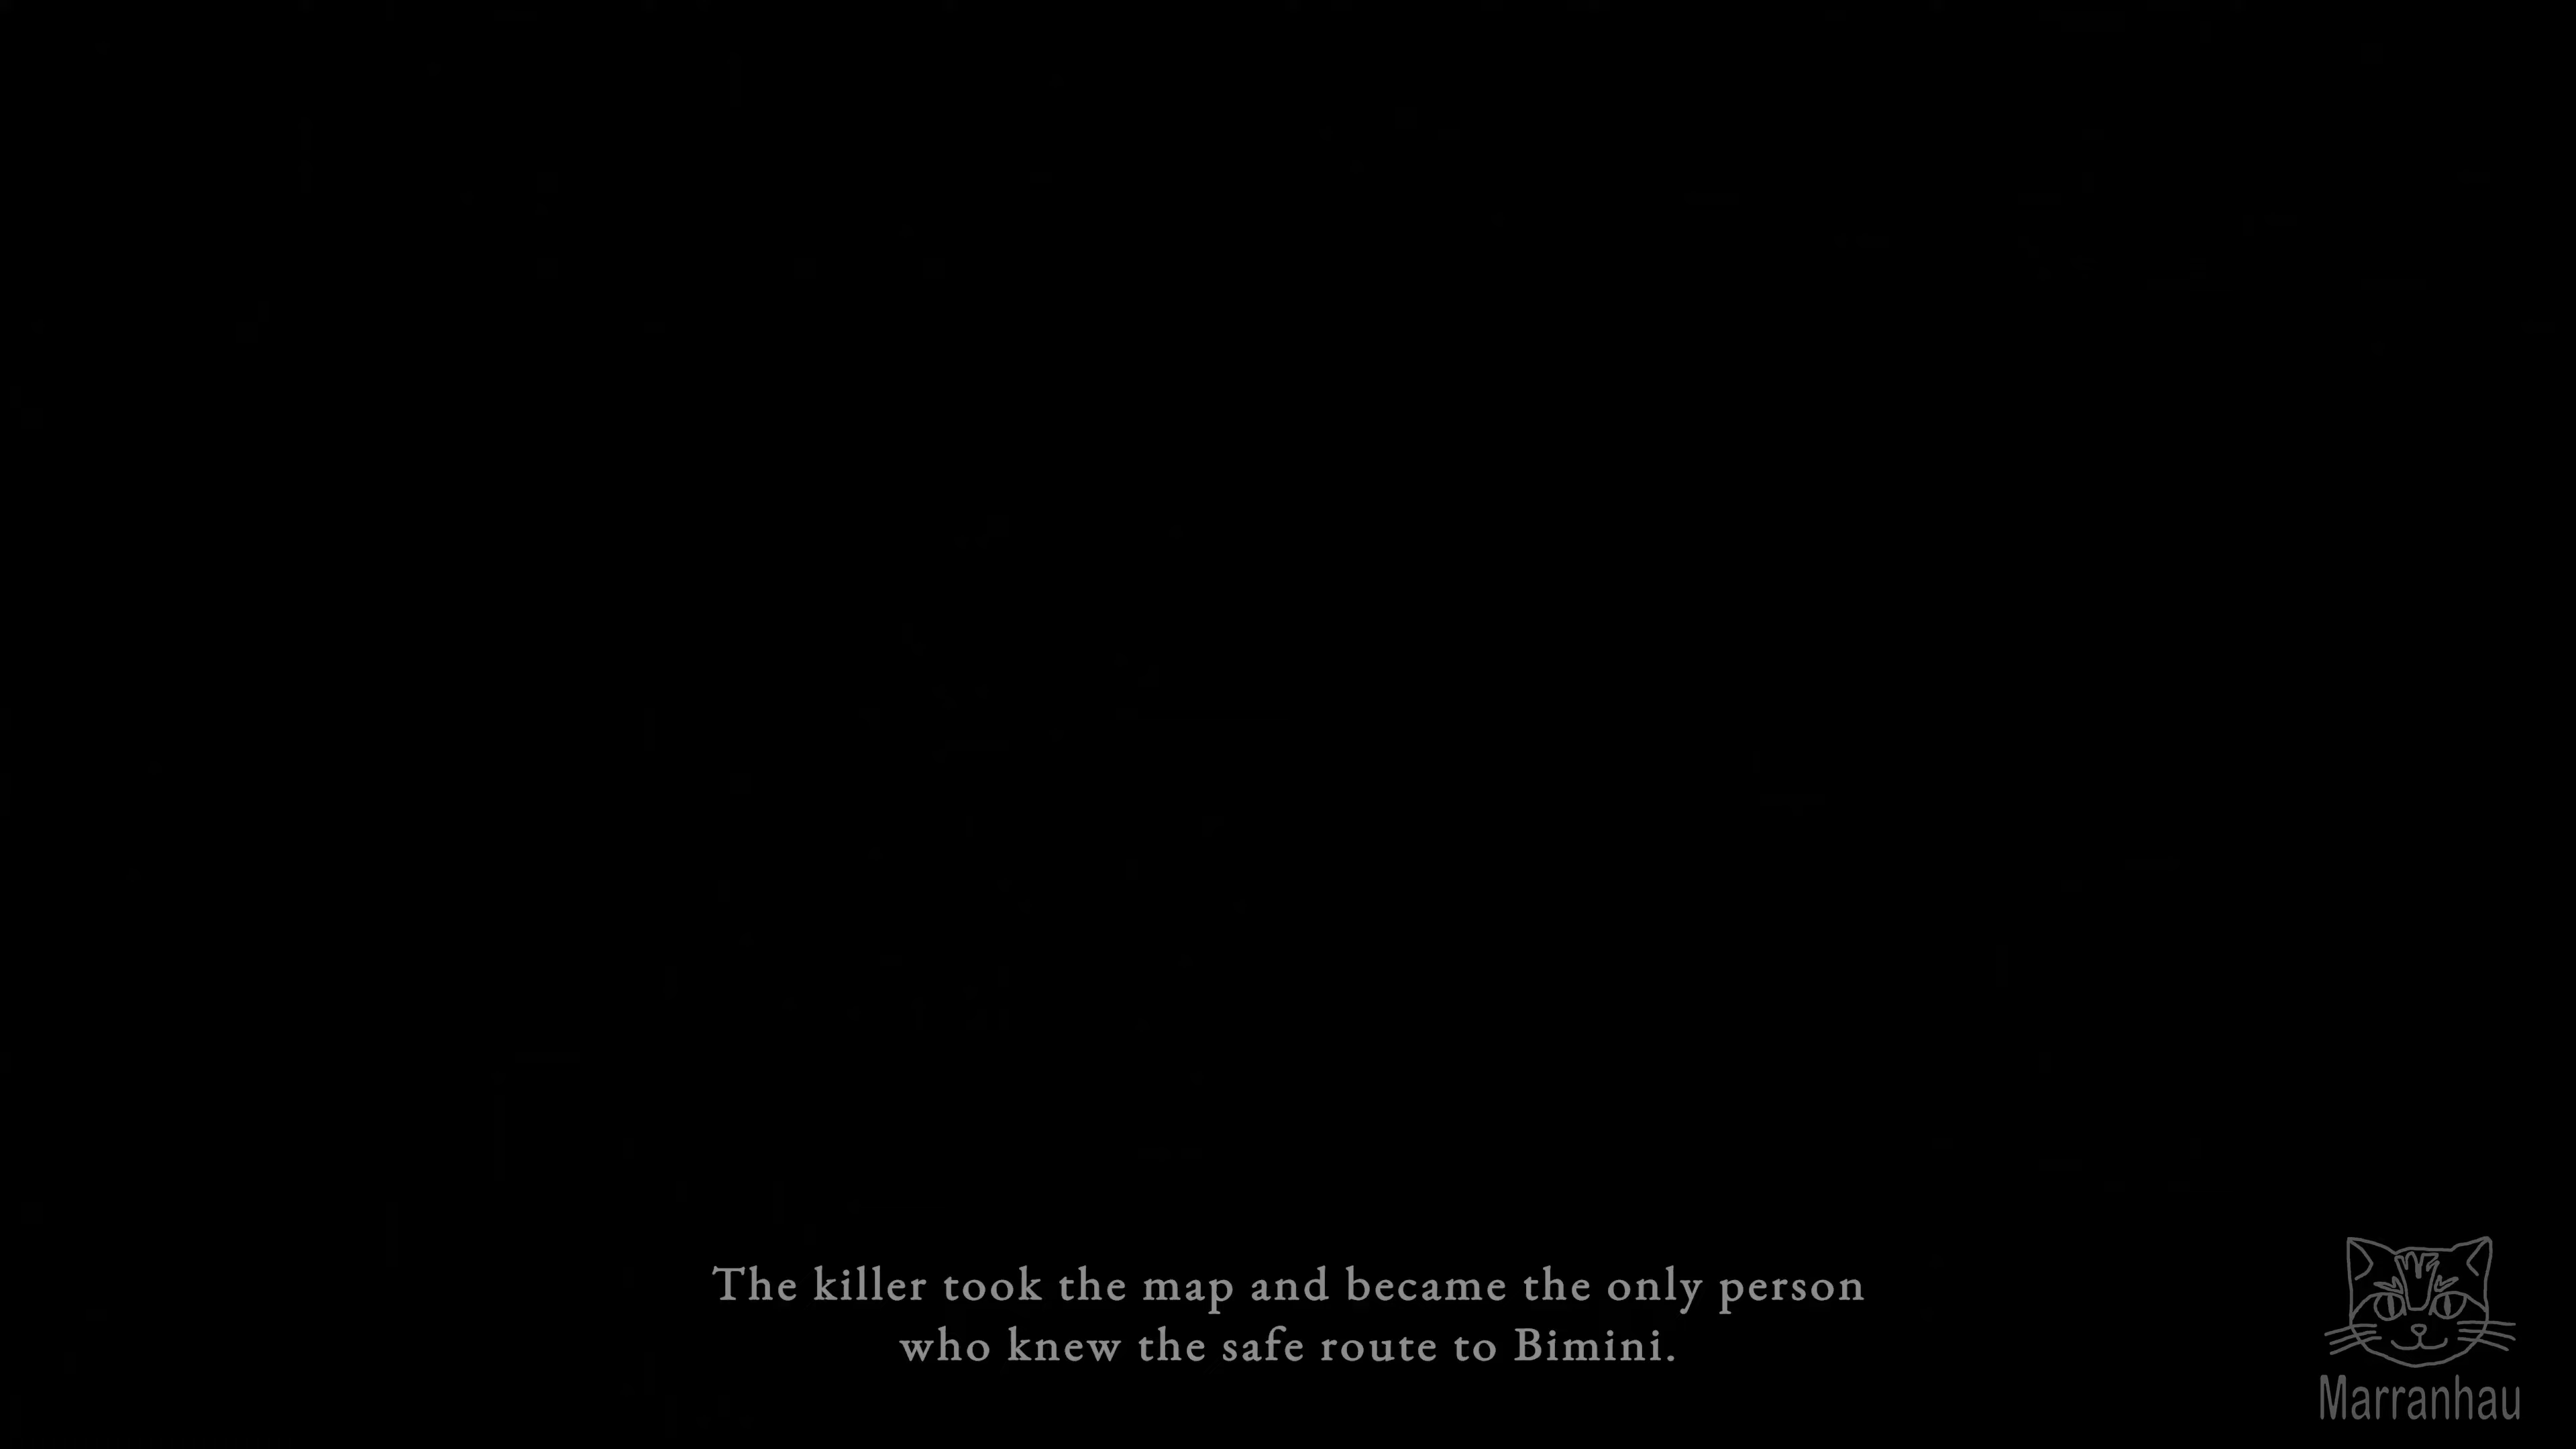 The killer took the map and became the only person
who knew the safe route to Bimini.
Marranhau